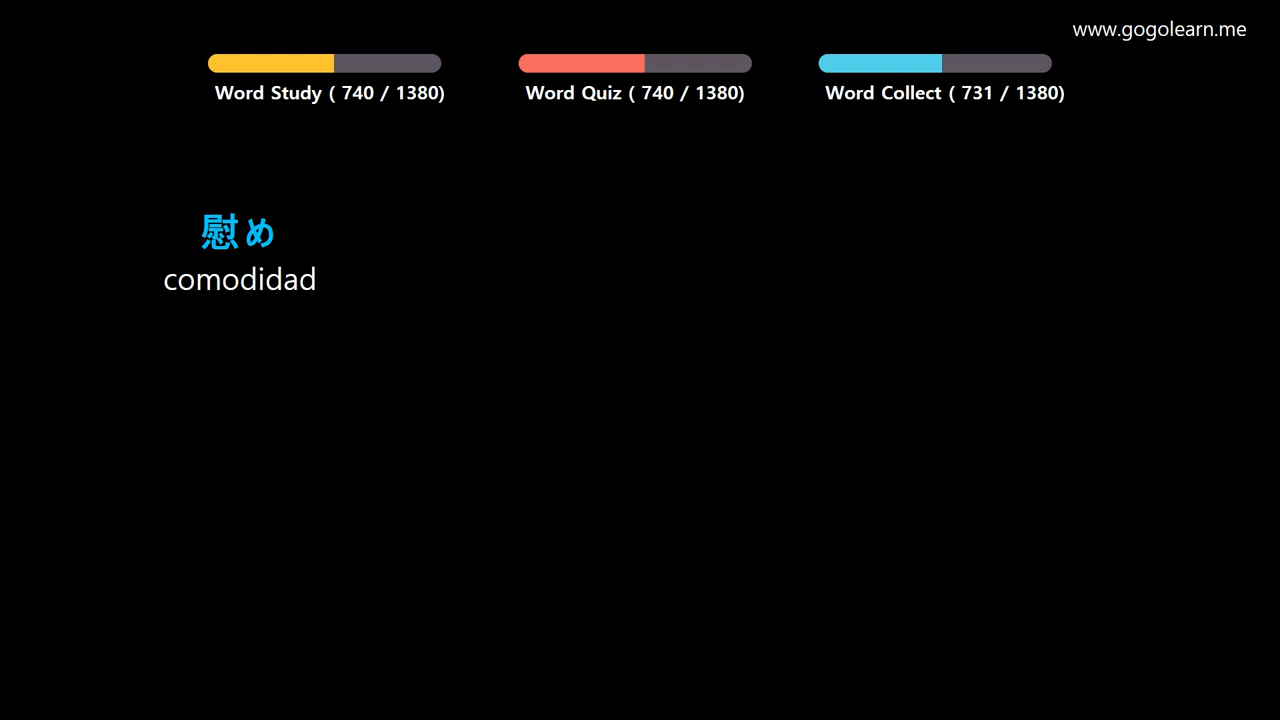 www.gogolearn.me
Word Study ( 740 / 1380)
Word Quiz ( 740 / 1380)
Word Collect ( 731 / 1380)
慰め
comodidad